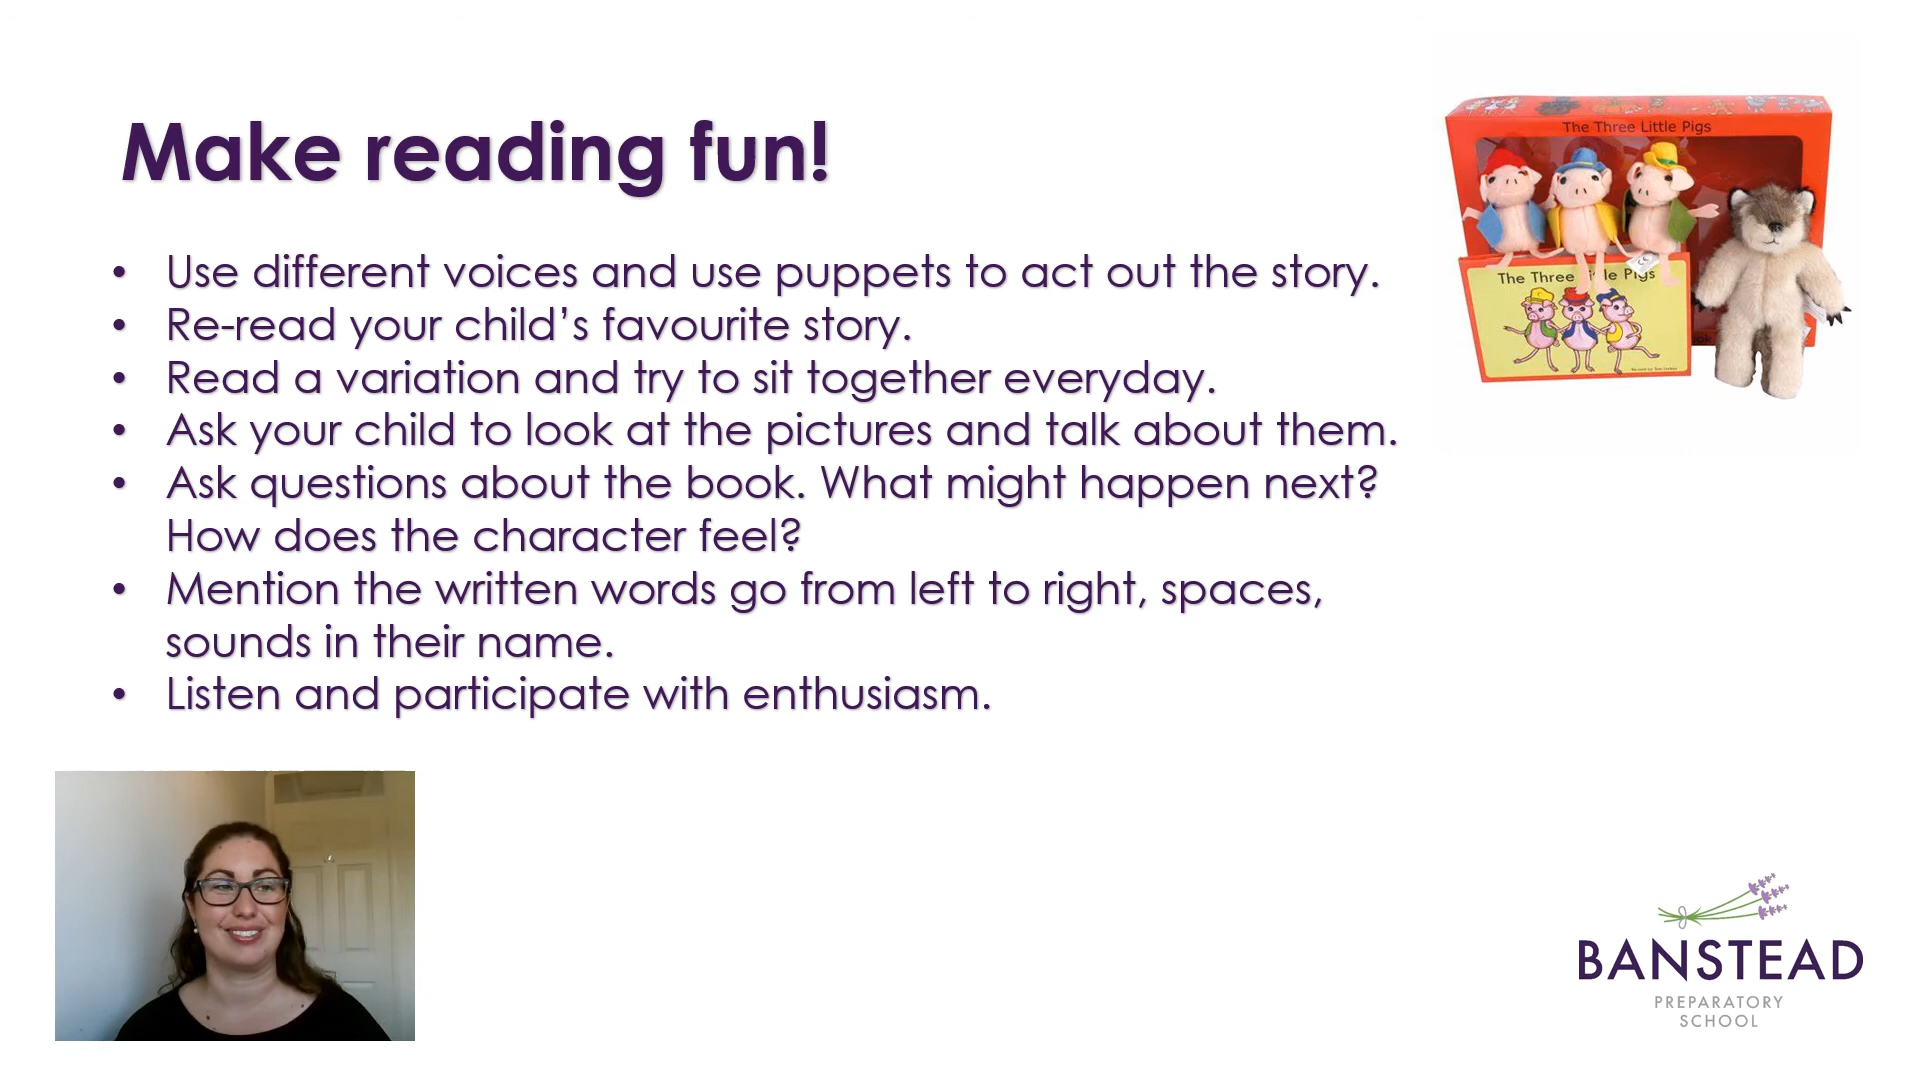 Make reading fun!
• Use different voices and use puppets to act out the story.
• Re-read your child’s favourite story.
• Read a variation and try to sit together everyday.
• Ask your child to look at the pictures and talk about them.
• Ask questions about the book. What might happen next?
How does the character feel?
• Mention the written words go from left to right, spaces,
sounds in their name.
• Listen and participate with enthusiasm.
The Three Little Pigs
The Three Pigs
BANSTEAD
PREPARATORY
SCHOOL